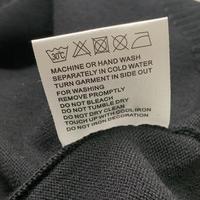 30°C
MACHINE OR HAND WASH
SEPARATELY IN COLD WATER
TURN GARMENT IN SIDE OUT
FOR WASHING
REMOVE PROMPTLY
DO NOT BLEACH
DO NOT TUMBLE DRY
DO NOT DRY CLEAN
TOUCH UP WITH COOL IRON
DO NOT IRON DECORATION